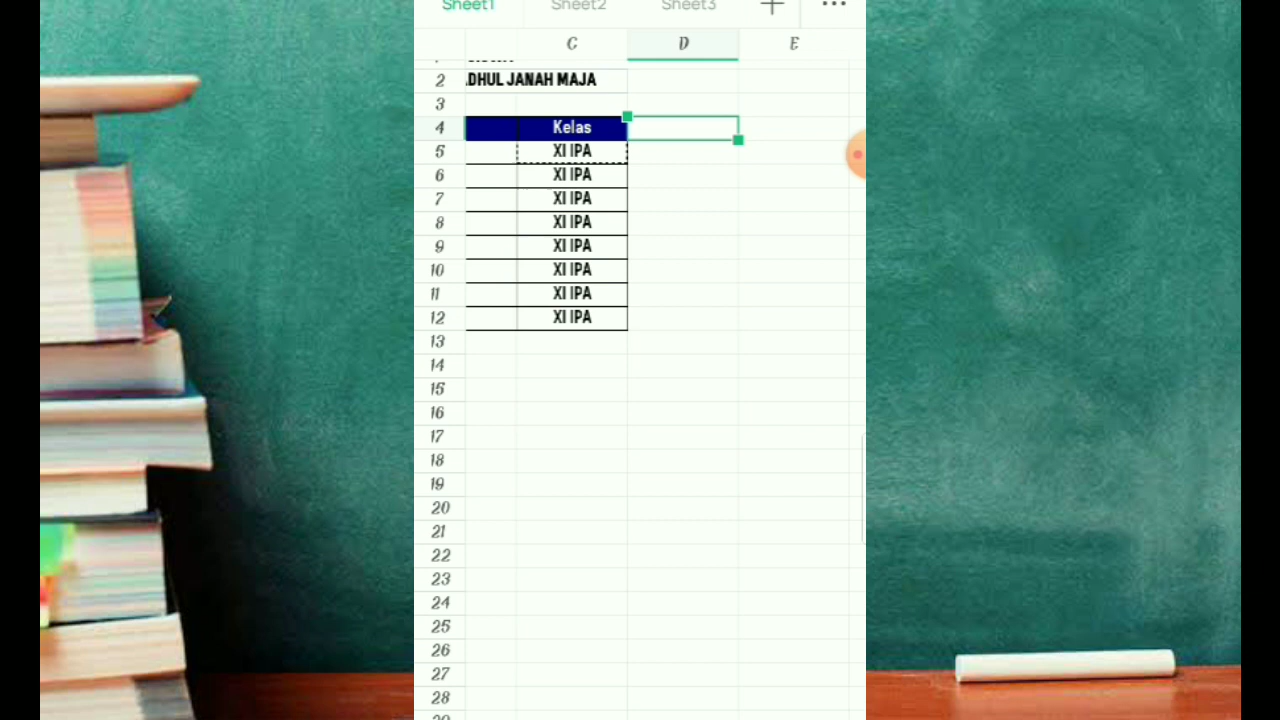 Sheet1 Sheet2 Sheet3
C D E
2 ADHUL JANAH MAJA
3
4 Kelas
5 XI IPA
6 XI IPA
7 XI IPA
8 XI IPA
9 XI IPA
10 XI IPA
11 XI IPA
12 XI IPA
13
14
15
16
17
18
19
20
21
22
23
24
25
26
27
28